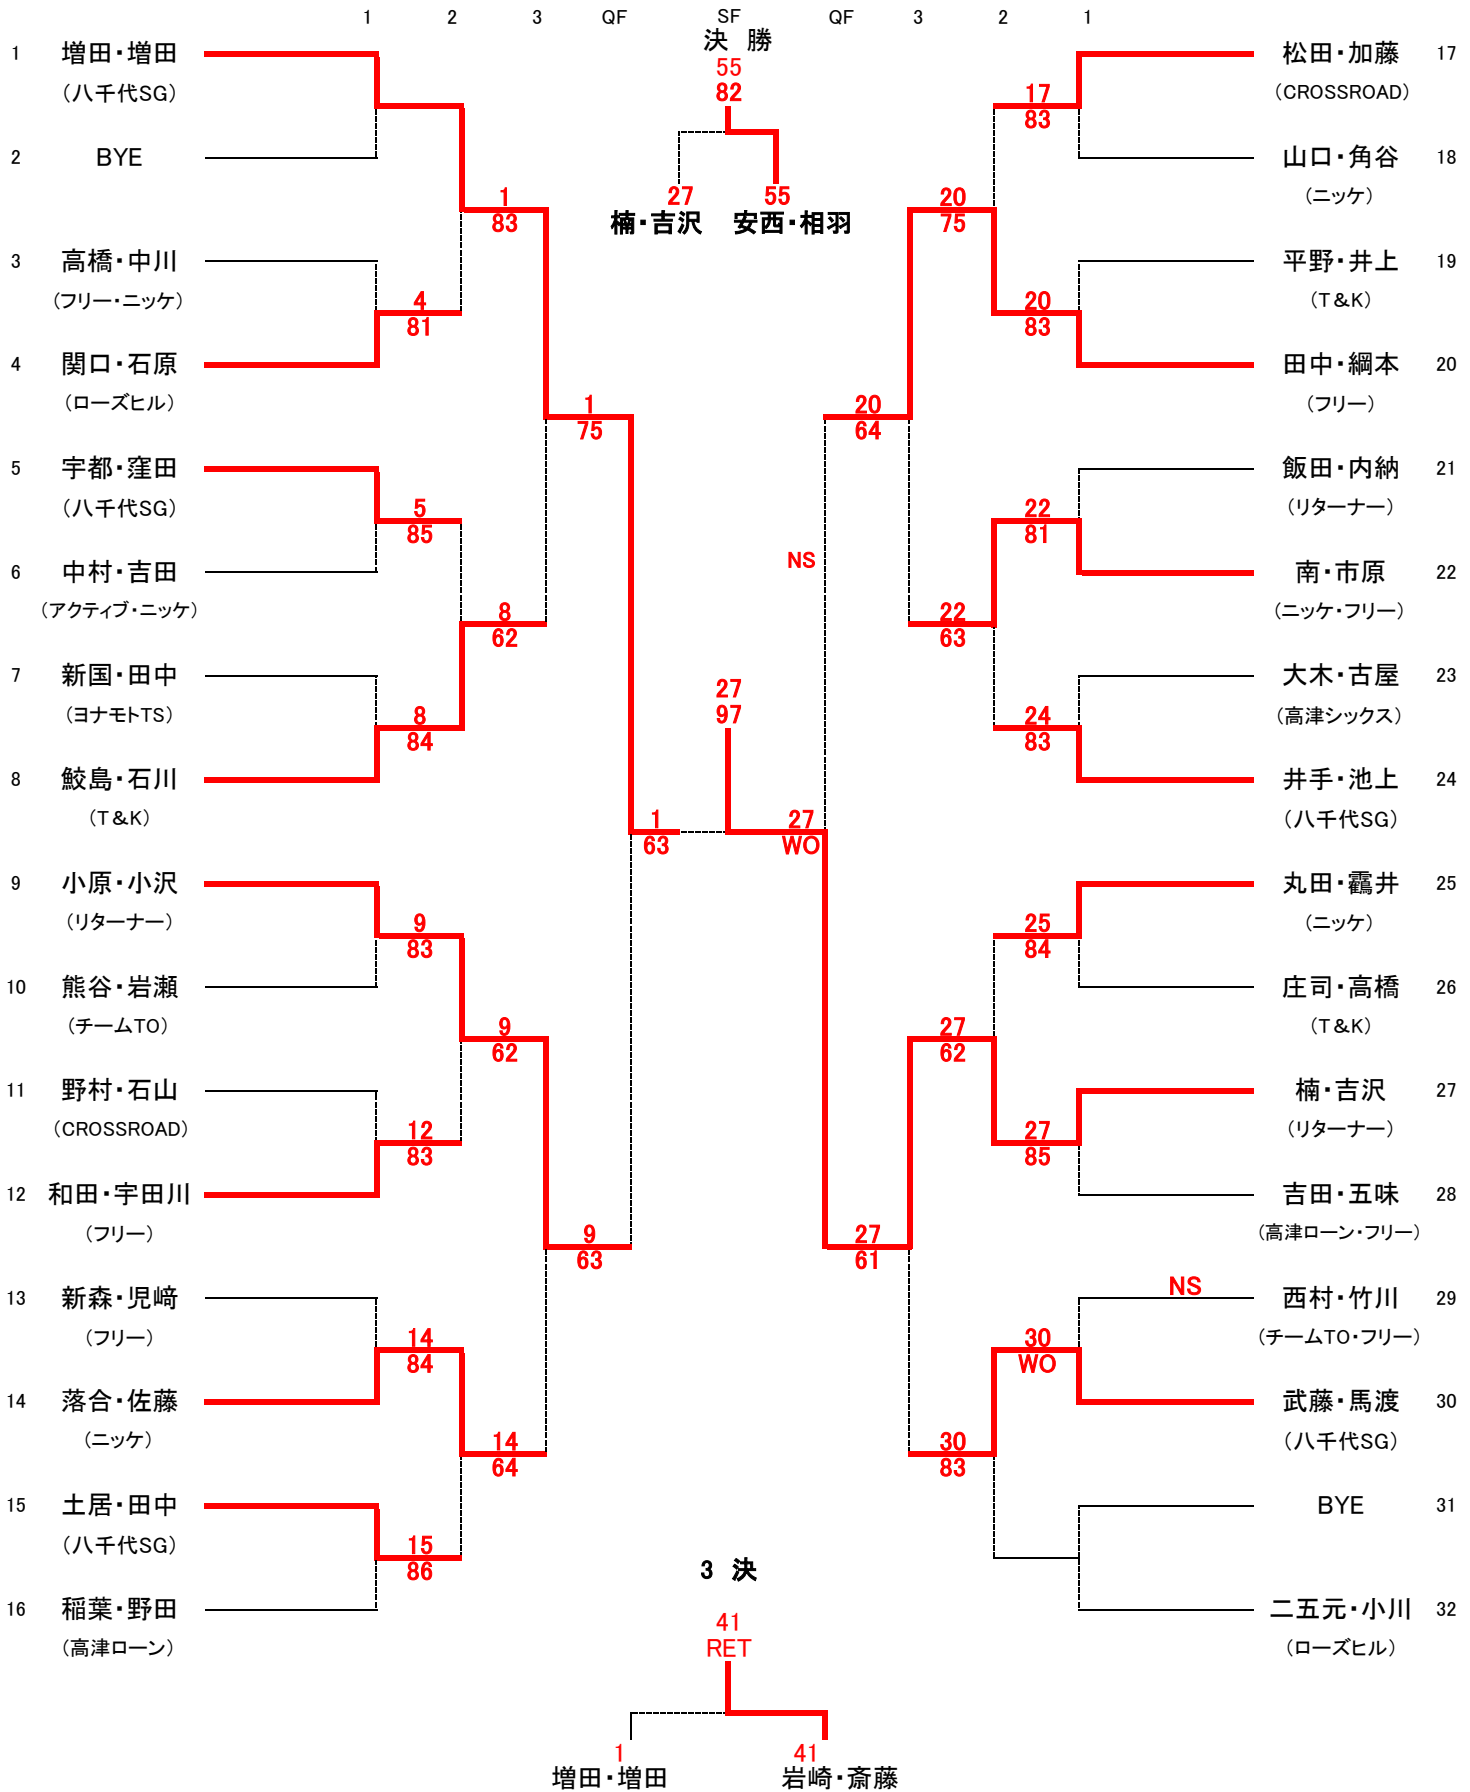 1 2 3 QF SF QF 3 2 1
決 勝
55
82
27 55
楠・吉沢 安西・相羽
1 増田・増田
(八千代SG)
2 BYE
1
83
3 高橋・中川
(フリー・ニッケ)
4
81
4 関口・石原
(ローズヒル)
1
75
5 宇都・窪田
(八千代SG)
5
85
6 中村・吉田
(アクティブ・ニッケ)
8
62
7 新国・田中
(ヨナモトTS)
8
84
8 鮫島・石川
(T&K)
1
63
9 小原・小沢
(リターナー)
9
83
10 熊谷・岩瀬
(チームTO)
9
62
11 野村・石山
(CROSSROAD)
12
83
12 和田・宇田川
(フリー)
9
63
13 新森・児﨑
(フリー)
14
84
14 落合・佐藤
(ニッケ)
14
64
15 土居・田中
(八千代SG)
15
86
16 稲葉・野田
(高津ローン)
27
97
松田・加藤 17
(CROSSROAD)
17
83
山口・角谷 18
(ニッケ)
20
75
平野・井上 19
(T&K)
20
83
田中・綱本 20
(フリー)
20
64
飯田・内納 21
(リターナー)
22
81
NS
南・市原 22
(ニッケ・フリー)
22
63
大木・古屋 23
(高津シックス)
24
83
井手・池上 24
(八千代SG)
27
WO
丸田・靍井 25
(ニッケ)
25
84
庄司・高橋 26
(T&K)
27
62
楠・吉沢 27
(リターナー)
27
85
吉田・五味 28
(高津ローン・フリー)
27
61
NS
西村・竹川 29
(チームTO・フリー)
30
WO
武藤・馬渡 30
(八千代SG)
30
83
BYE 31
二五元・小川 32
(ローズヒル)
3 決
41
RET
1 41
増田・増田 岩崎・斎藤